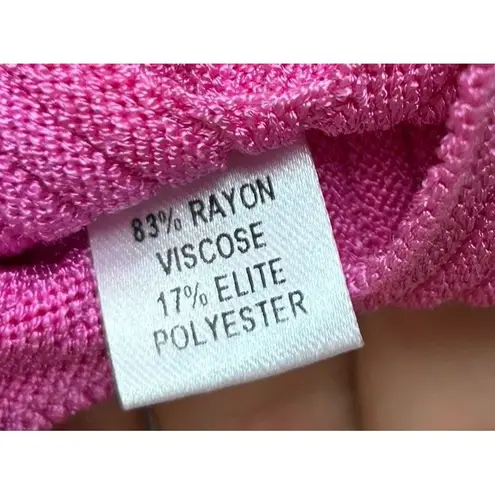 83% RAYON
VISCOSE
17% ELITE
POLYESTER